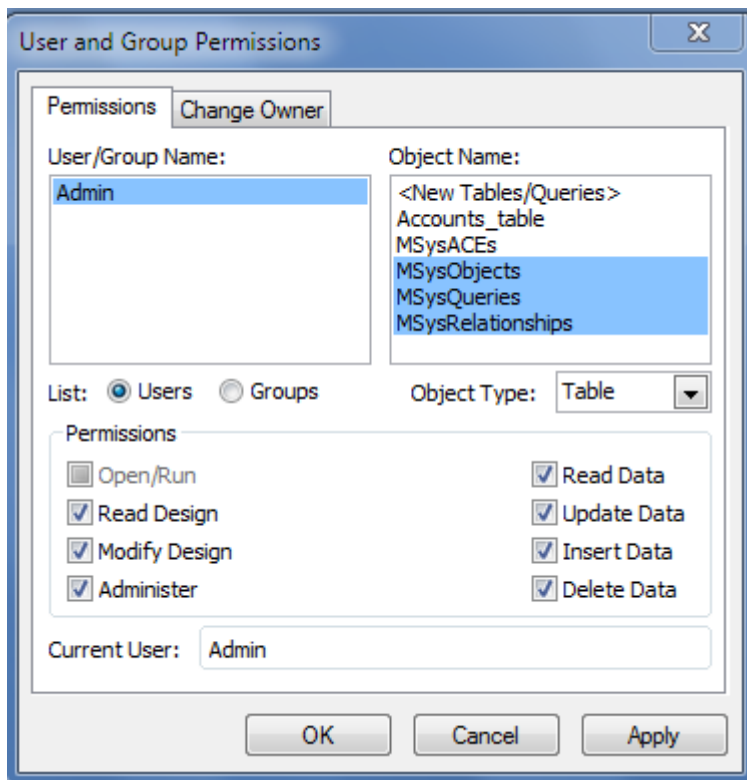 User and Group Permissions
Permissions
Change Owner
User/Group Name:
Admin
Object Name:
<New Tables/Queries>
Accounts_table
MSysACEs
MSysObjects
MSysQueries
MSysRelationships
List: Users Groups
Object Type: Table
Permissions
Open/Run
Read Design
Modify Design
Administer
Read Data
Update Data
Insert Data
Delete Data
Current User: Admin
OK
Cancel
Apply